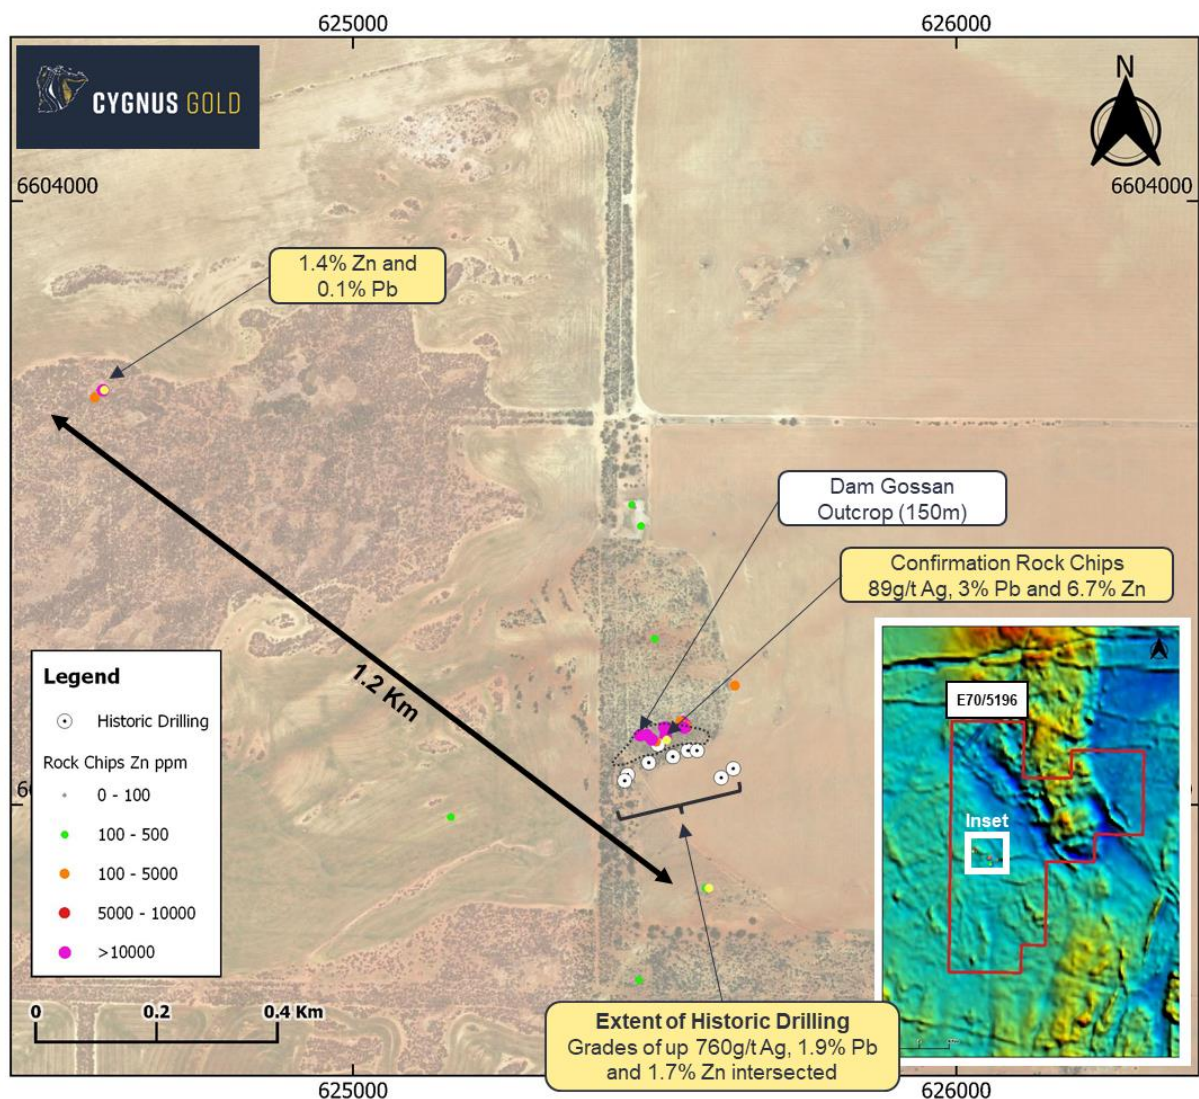 625000
626000
CYGNUS GOLD
N
6604000
6604000
1.4% Zn and
0.1% Pb
Dam Gossan
Outcrop (150m)
Confirmation Rock Chips
89g/t Ag, 3% Pb and 6.7% Zn
1.2 Km
E70/5196
Inset
Legend
Historic Drilling
Rock Chips Zn ppm
0 - 100
100 - 500
100 - 5000
5000 - 10000
>10000
0
0.2
0.4 Km
Extent of Historic Drilling
Grades of up 760g/t Ag, 1.9% Pb
and 1.7% Zn intersected
625000
626000